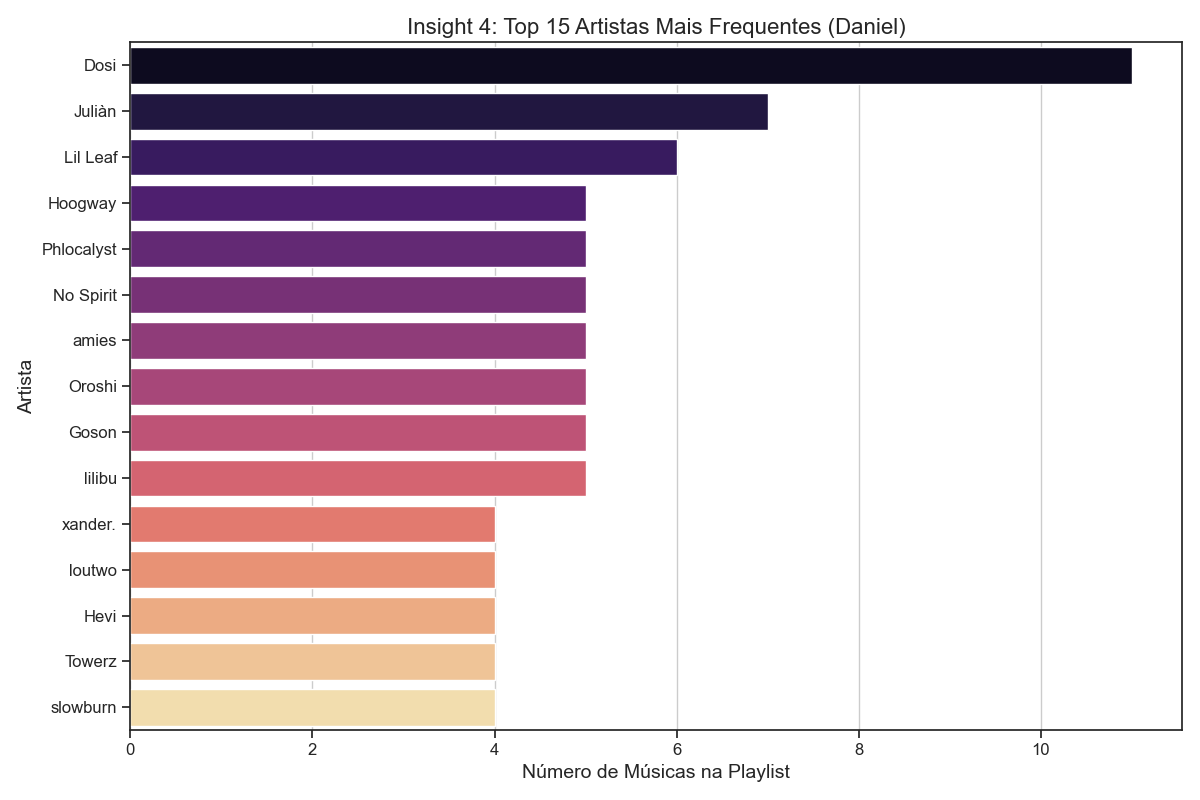 Insight 4: Top 15 Artistas Mais Frequentes (Daniel)
Dosi
Juliàn
Lil Leaf
Hoogway
Phlocalyst
No Spirit
amies
Oroshi
Goson
lilibu
xander.
loutwo
Hevi
Towerz
slowburn
Artista
0 2 4 6 8 10
Número de Músicas na Playlist